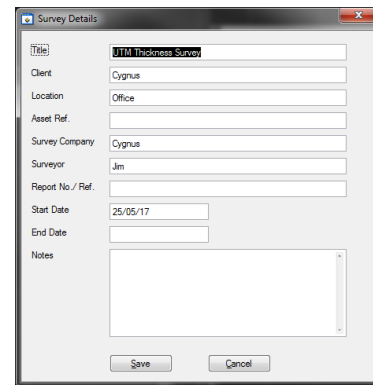 Survey Details
Title UTM Thickness Survey
Client Cygnus
Location Office
Asset Ref.
Survey Company Cygnus
Surveyor Jim
Report No./ Ref.
Start Date 25/05/17
End Date
Notes
Save Cancel